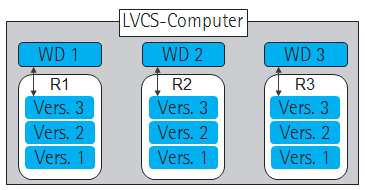 LVCS-Computer
WD 1 WD 2 WD 3
R1 R2 R3
Vers. 3 Vers. 3 Vers. 3
Vers. 2 Vers. 2 Vers. 2
Vers. 1 Vers. 1 Vers. 1